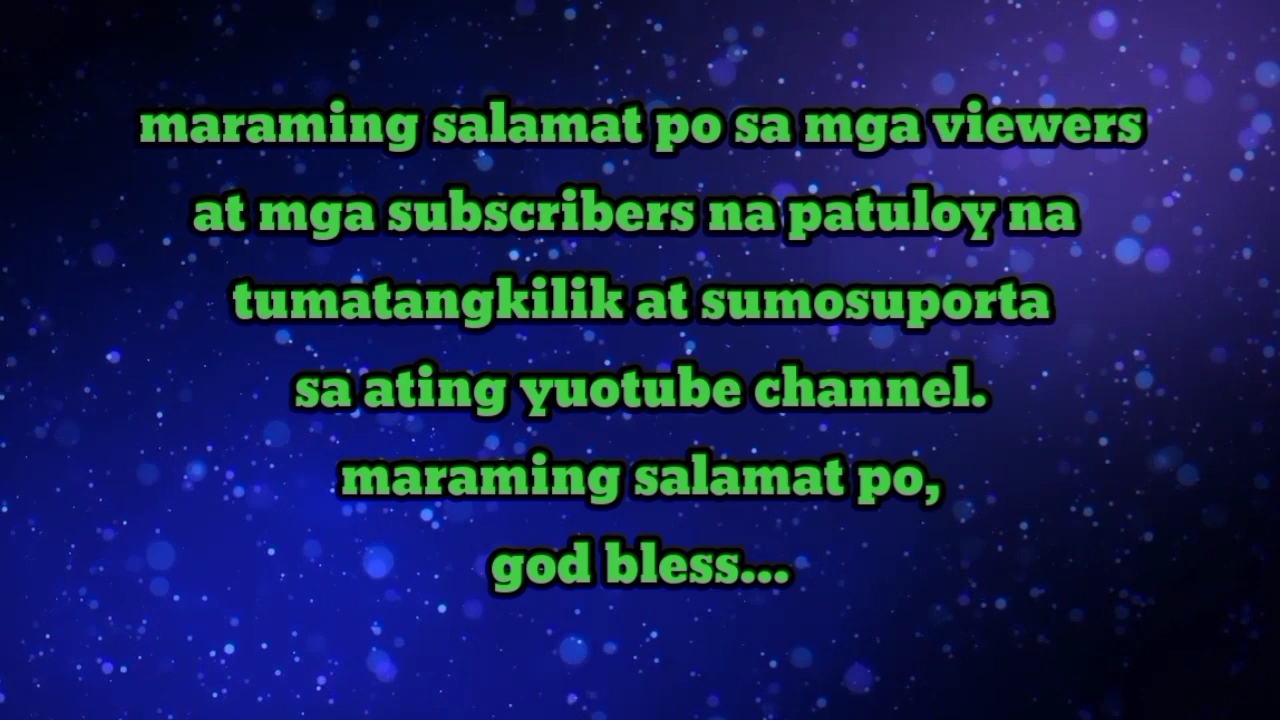 maraming salamat po sa mga viewers
at mga subscribers na patuloy na
tumatangkilik at sumosuporta
sa ating yuotube channel.
maraming salamat po,
god bless...